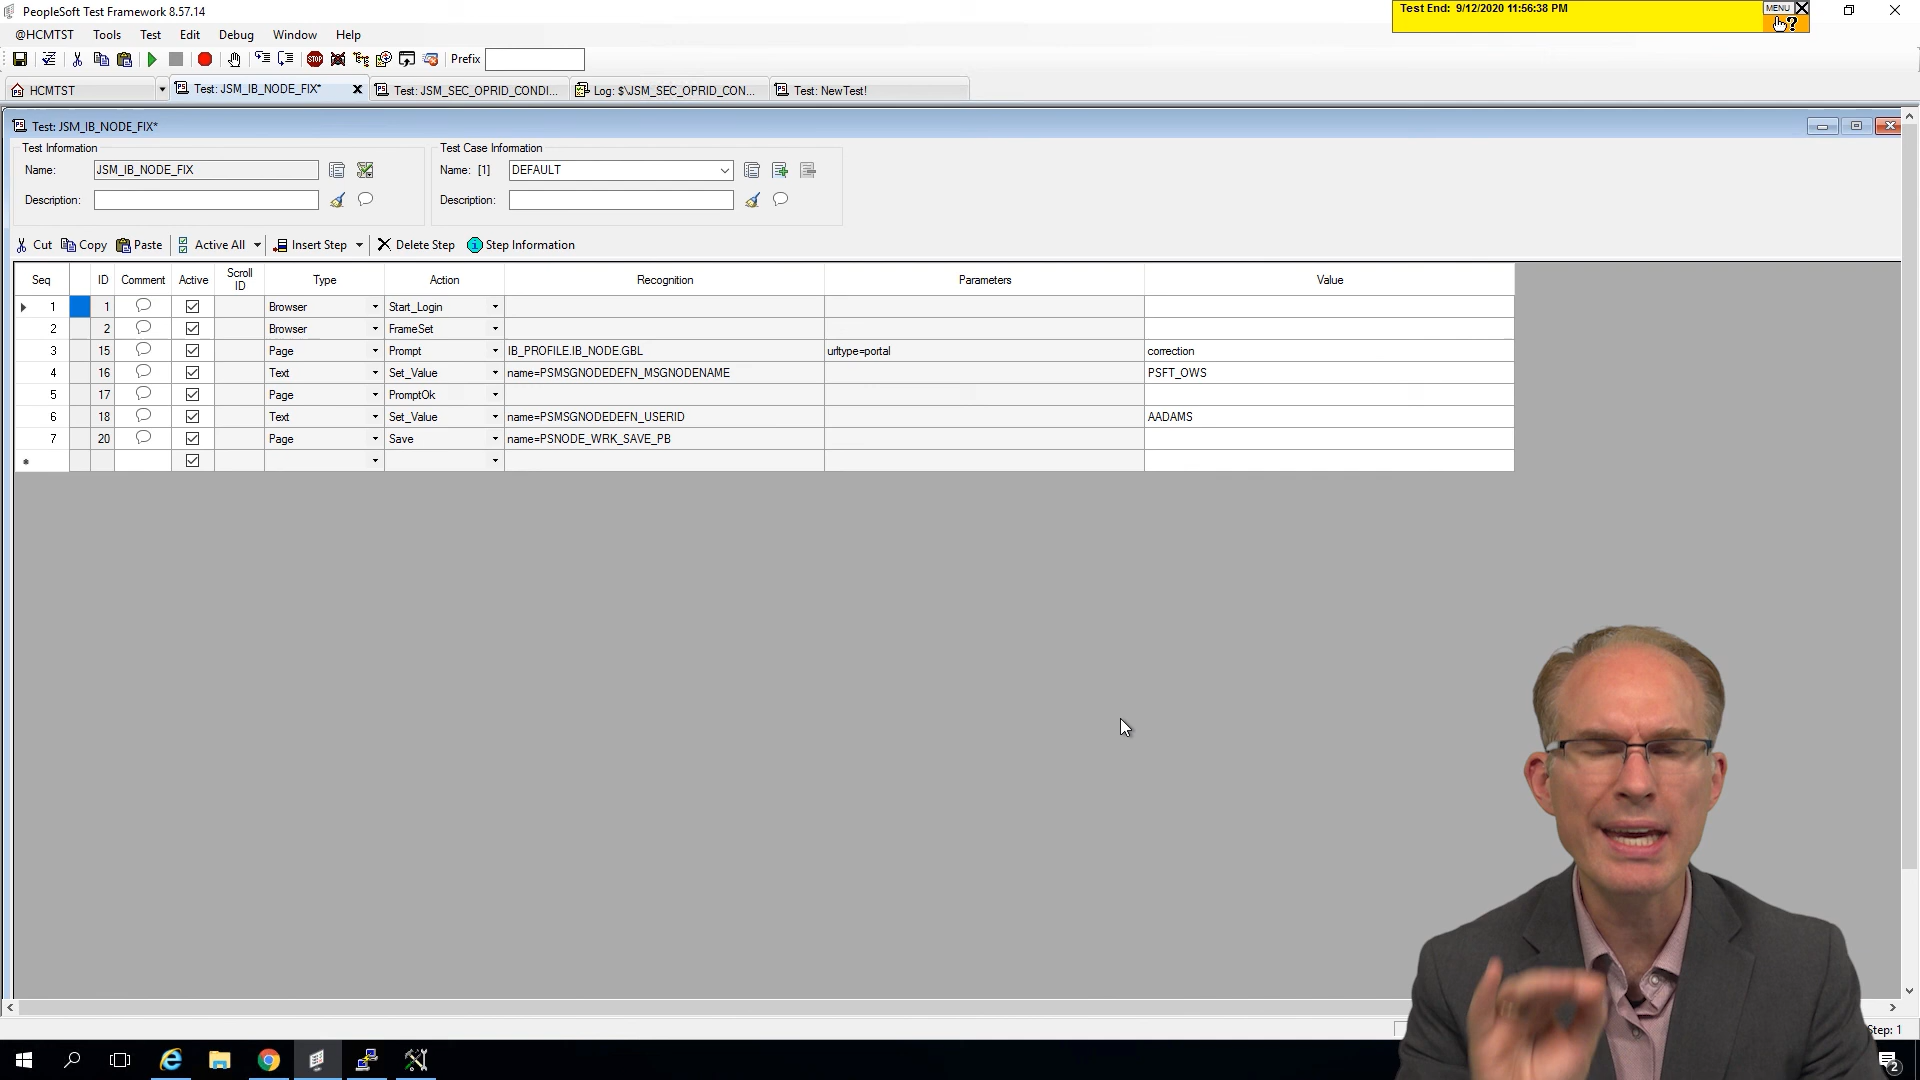 PeopleSoft Test Framework 8.57.14
Test End: 9/12/2020 11:56:38 PM
MENU
@HCMTST Tools Test Edit Debug Window Help
STOP Prefix
HCMTST Test: JSM_IB_NODE_FIX* Test: JSM_SEC_OPRID_CONDI... Log: $\JSM_SEC_OPRID_CON... Test: NewTest!
Test: JSM_IB_NODE_FIX*
Test Information Test Case Information
Name: JSM_IB_NODE_FIX Name: [1] DEFAULT
Description: Description:
Cut Copy Paste Active All Insert Step Delete Step Step Information
Seq ID Comment Active Scroll ID Type Action Recognition Parameters Value
1 1 Browser Start_Login
2 2 Browser FrameSet
3 15 Page Prompt IB_PROFILE.IB_NODE.GBL urltype=portal correction
4 16 Text Set_Value name=PSMSGNODEDEFN_MSGNODENAME PSFT_OWS
5 17 Page PromptOk
6 18 Text Set_Value name=PSMSGNODEDEFN_USERID AADAMS
7 20 Page Save name=PSNODE_WRK_SAVE_PB
Step: 1
2